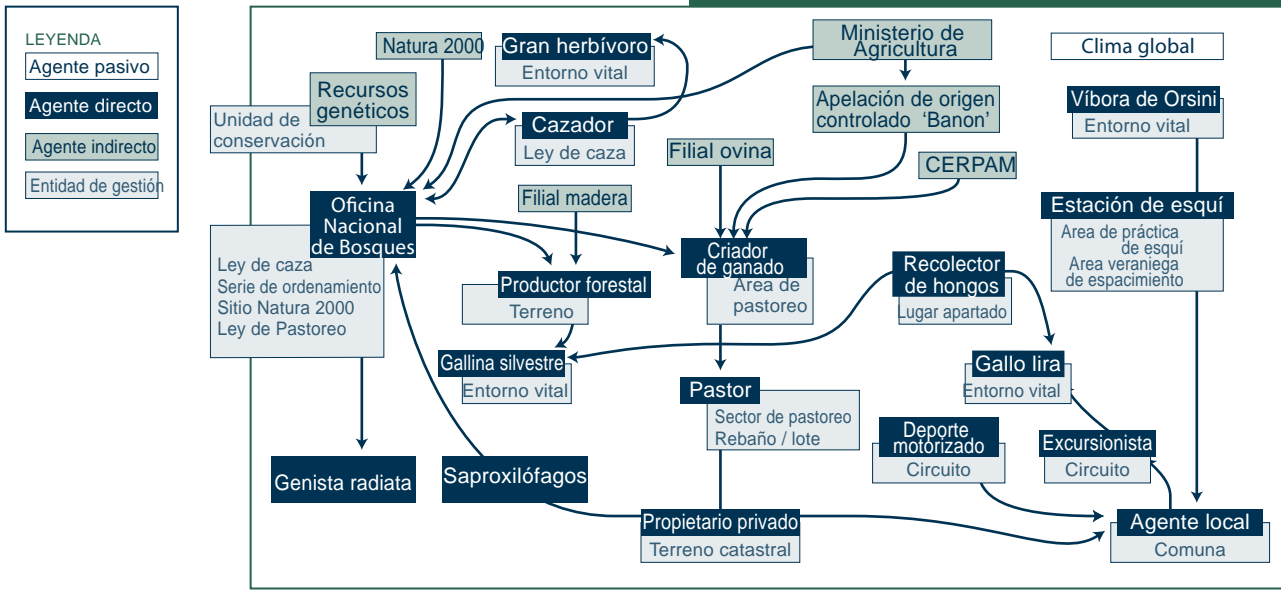 LEYENDA
Agente pasivo
Agente directo
Agente indirecto
Entidad de gestión
Natura 2000
Gran herbívoro
Entorno vital
Ministerio de
Agricultura
Clima global
Recursos
genéticos
Unidad de
conservación
Cazador
Ley de caza
Apelación de origen
controlado ‘Banon’
Víbora de Orsini
Entorno vital
Filial ovina
CERPAM
Oficina
Nacional
de Bosques
Ley de caza
Serie de ordenamiento
Sitio Natura 2000
Ley de Pastoreo
Filial madera
Estación de esquí
Area de práctica
de esquí
Area veraniega
de espacimiento
Criador
de ganado
Area de
pastoreo
Recolector
de hongos
Lugar apartado
Productor forestal
Terreno
Gallina silvestre
Entorno vital
Gallo lira
Entorno vital
Pastor
Sector de pastoreo
Rebaño / lote
Deporte
motorizado
Circuito
Excursionista
Circuito
Genista radiata
Saproxilófagos
Propietario privado
Terreno catastral
Agente local
Comuna